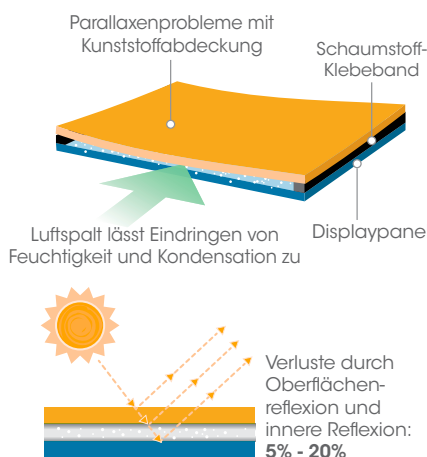 Parallaxenprobleme mit
Kunststoffabdeckung
Schaumstoff-
Klebeband
Displaypane
Luftspalt lässt Eindringen von
Feuchtigkeit und Kondensation zu
Verluste durch
Oberflächen-
reflexion und
innere Reflexion:
5% - 20%